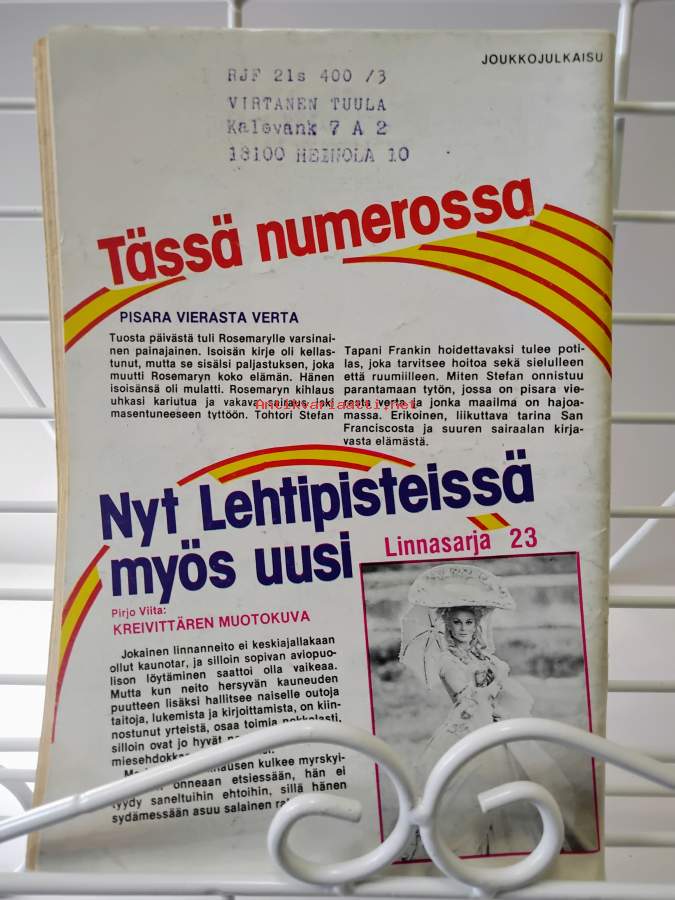 JOUKKOJULKAISU
RJF 21s 400 /3
VIRTANEN TUULA
Kalevank 7 A 2
18100 HEINOLA 10
Tässä numerossa
PISARA VIERASTA VERTA
Tuosta päivästä tuli Rosemarylle varsinai-
nen painajainen. Isoisän kirje oli kellas-
tunut, mutta se sisälsi paljastuksen, joka
muutti Rosemaryn koko elämän. Hänen
isoisänsä oli mulatti. Rosemaryn kihlaus
uhkasi kariutua ja vakava sairaus iski
masentuneeseen tyttöön. Tohtori Stefan
Tapani Frankin hoidettavaksi tulee poti-
las, joka tarvitsee hoitoa sekä sielulleen
että ruumiilleen. Miten Stefan onnistuu
parantamaan tytön, jossa on pisara vie-
rasta verta ja jonka maailma on hajoa-
massa. Erikoinen, liikuttava tarina San
Franciscosta ja suuren sairaalan kirja-
vasta elämästä.
Antikvariaatti.net
Nyt Lehtipisteissä
myös uusi
Linnasarja 23
Pirjo Viita:
KREIVITTÄREN MUOTOKUVA
Jokainen linnanneito ei keskiajallakaan
ollut kaunotar, ja silloin sopivan aviopuo-
lison löytäminen saattoi olla vaikeaa.
Mutta kun neito hersyvän kauneuden
puutteen lisäksi hallitsee naiselle outoja
taitoja, lukemista ja kirjoittamista, on kiin-
nostunut yrteistä, osaa toimia nokkelasti,
silloin ovat jo hyvät
miesehdokka
kulkee myrskyi-
onneaan etsiessään, hän ei
tyydy saneltuihin ehtoihin, sillä hänen
sydämessään asuu salainen